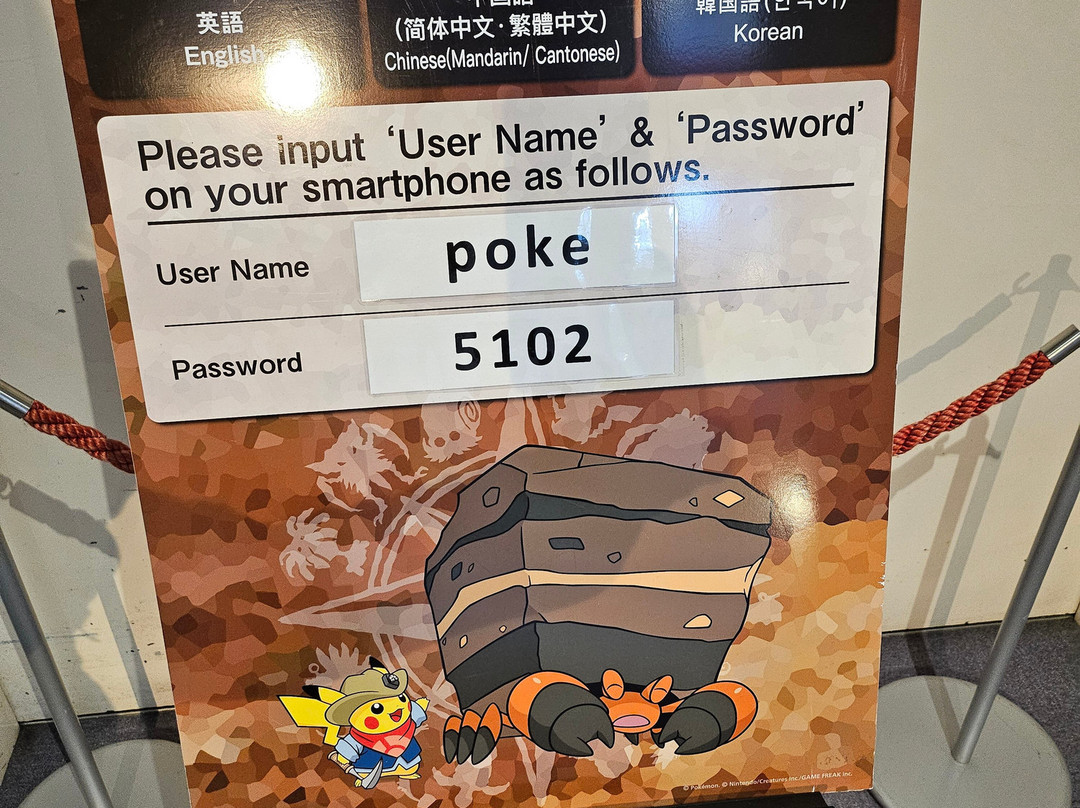 英語
English
(简体中文·繁體中文)
Chinese(Mandarin/ Cantonese)
Korean
Please input ‘User Name’ & ‘Password’
on your smartphone as follows.
User Name
poke
Password
5102
© Pokémon. © Nintendo/Creatures Inc./GAME FREAK inc.